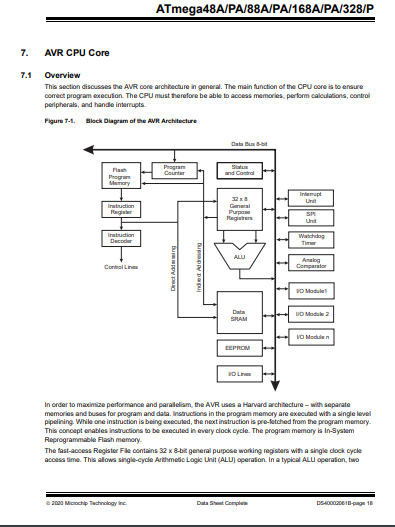 ATmega48A/PA/88A/PA/168A/PA/328/P
7. AVR CPU Core
7.1 Overview
This section discusses the AVR core architecture in general. The main function of the CPU core is to ensure
correct program execution. The CPU must therefore be able to access memories, perform calculations, control
peripherals, and handle interrupts.
Figure 7-1. Block Diagram of the AVR Architecture
Data Bus 8-bit
Flash
Program
Memory
Program
Counter
Status
and Control
Instruction
Register
32 x 8
General
Purpose
Registrers
Interrupt
Unit
SPI
Unit
Instruction
Decoder
Watchdog
Timer
Direct Addressing
Indirect Addressing
ALU
Analog
Comparator
Control Lines
I/O Module1
Data
SRAM
I/O Module 2
I/O Module n
EEPROM
I/O Lines
In order to maximize performance and parallelism, the AVR uses a Harvard architecture – with separate
memories and buses for program and data. Instructions in the program memory are executed with a single level
pipelining. While one instruction is being executed, the next instruction is pre-fetched from the program memory.
This concept enables instructions to be executed in every clock cycle. The program memory is In-System
Reprogrammable Flash memory.
The fast-access Register File contains 32 x 8-bit general purpose working registers with a single clock cycle
access time. This allows single-cycle Arithmetic Logic Unit (ALU) operation. In a typical ALU operation, two
© 2020 Microchip Technology Inc.
Data Sheet Complete
DS40002061B-page 18